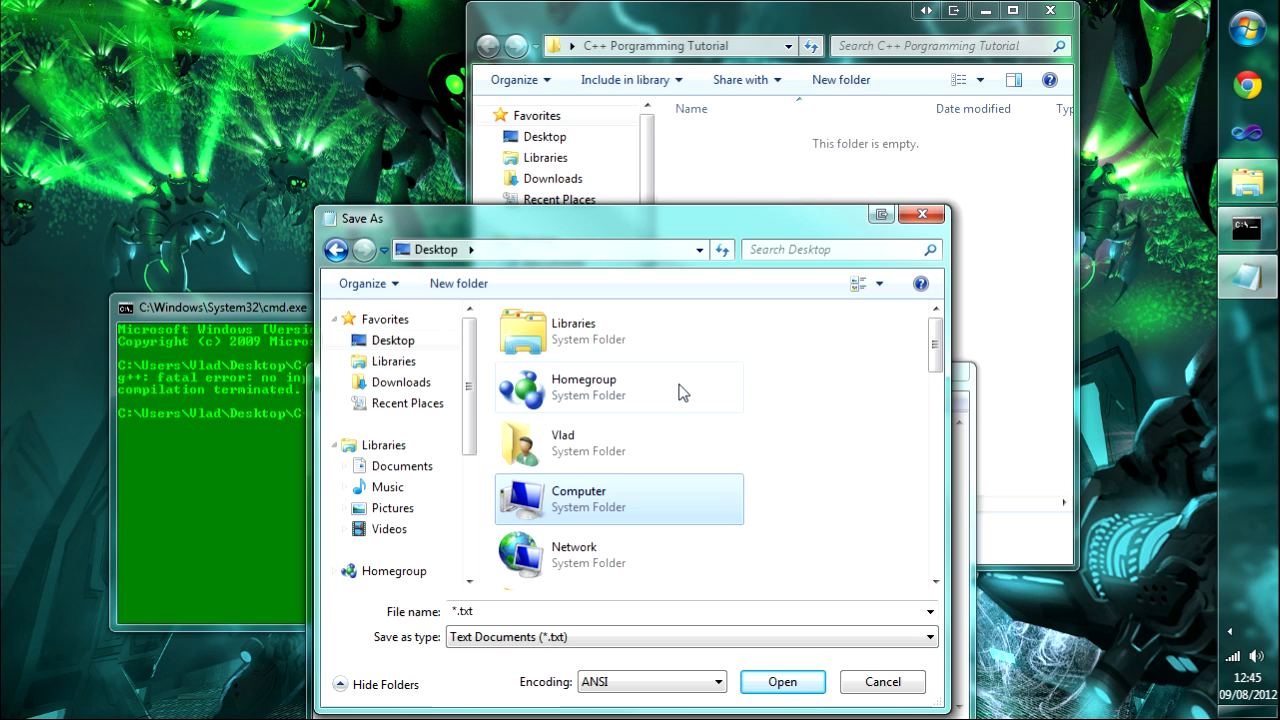 C++ Porgramming Tutorial
Search C++ Porgramming Tutorial
Organize
Include in library
Share with
New folder
Favorites
Desktop
Libraries
Downloads
Recent Places
Name
Date modified
This folder is empty.
Save As
Desktop
Search Desktop
Organize
New folder
Favorites
Desktop
Libraries
Downloads
Recent Places
Libraries
Documents
Music
Pictures
Videos
Homegroup
Libraries
System Folder
Homegroup
System Folder
Vlad
System Folder
Computer
System Folder
Network
System Folder
File name: *.txt
Save as type: Text Documents (*.txt)
Hide Folders
Encoding: ANSI
Open
Cancel
C:\Windows\System32\cmd.exe
Microsoft Windows [Versio
Copyright (c) 2009 Micros
C:\Users\Vlad\Desktop\C
g++: fatal error: no inp
compilation terminated.
C:\Users\Vlad\Desktop\C
12:45
09/08/2012